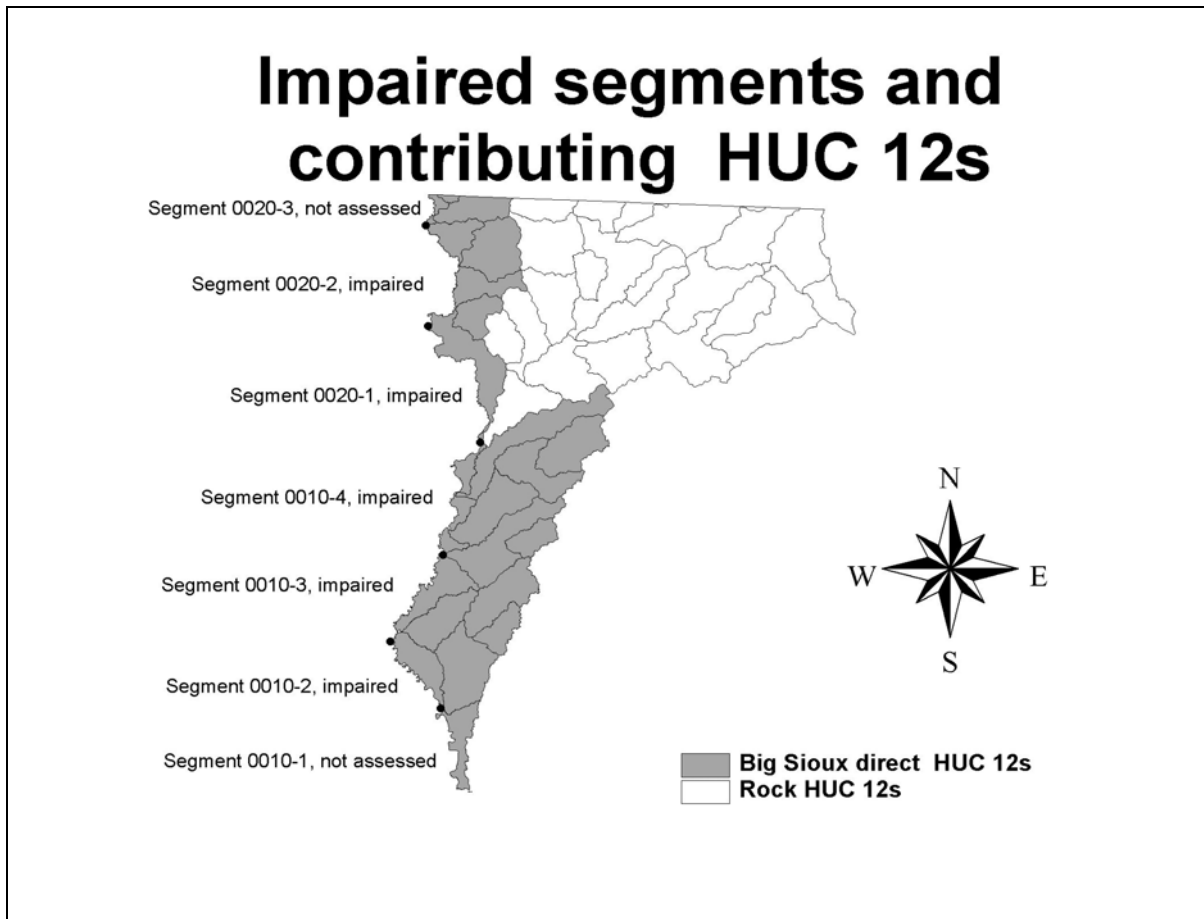 Impaired segments and
contributing HUC 12s
Segment 0020-3, not assessed
Segment 0020-2, impaired
Segment 0020-1, impaired
Segment 0010-4, impaired
Segment 0010-3, impaired
Segment 0010-2, impaired
Segment 0010-1, not assessed
N
W E
S
Big Sioux direct HUC 12s
Rock HUC 12s